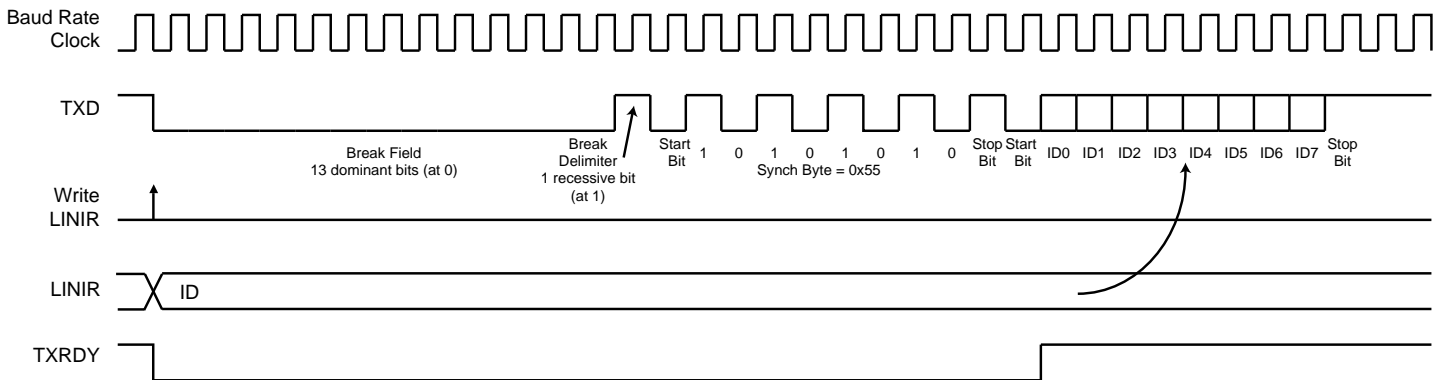 Baud Rate
Clock
TXD
Break Field
13 dominant bits (at 0)
Break
Delimiter
1 recessive bit
(at 1)
Start
Bit
1 0 1 0 1 0 1 0
Synch Byte = 0x55
Stop
Bit
Start
Bit
ID0 ID1 ID2 ID3 ID4 ID5 ID6 ID7
Stop
Bit
Write
LINIR
LINIR
ID
TXRDY